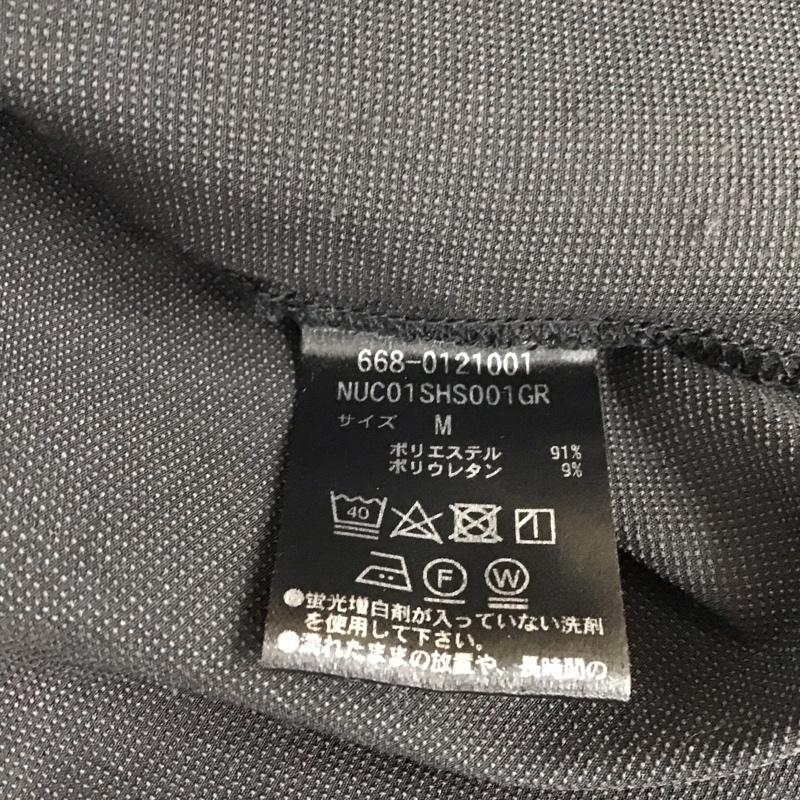 668-0121001
NUC01SHS001GR
サイズ M
ポリエステル 91%
ポリウレタン 9%
40
F W
●蛍光増白剤が入っていない洗剤
を使用して下さい。
●濡れたままの放置や、長時間の